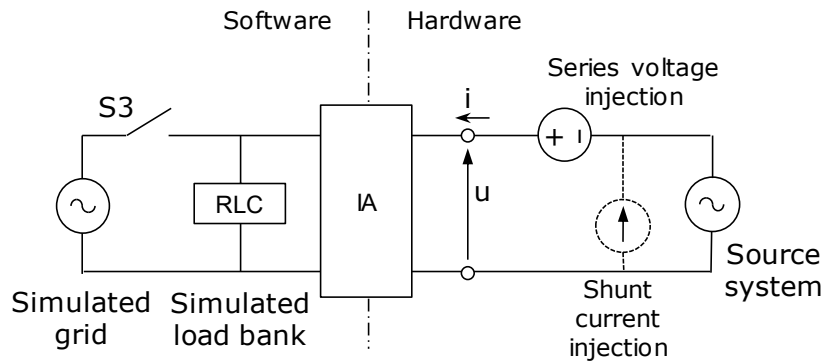 Software
Hardware
Series voltage
injection
S3
i
+ -
RLC
IA
u
Simulated
grid
Simulated
load bank
Shunt
current
injection
Source
system